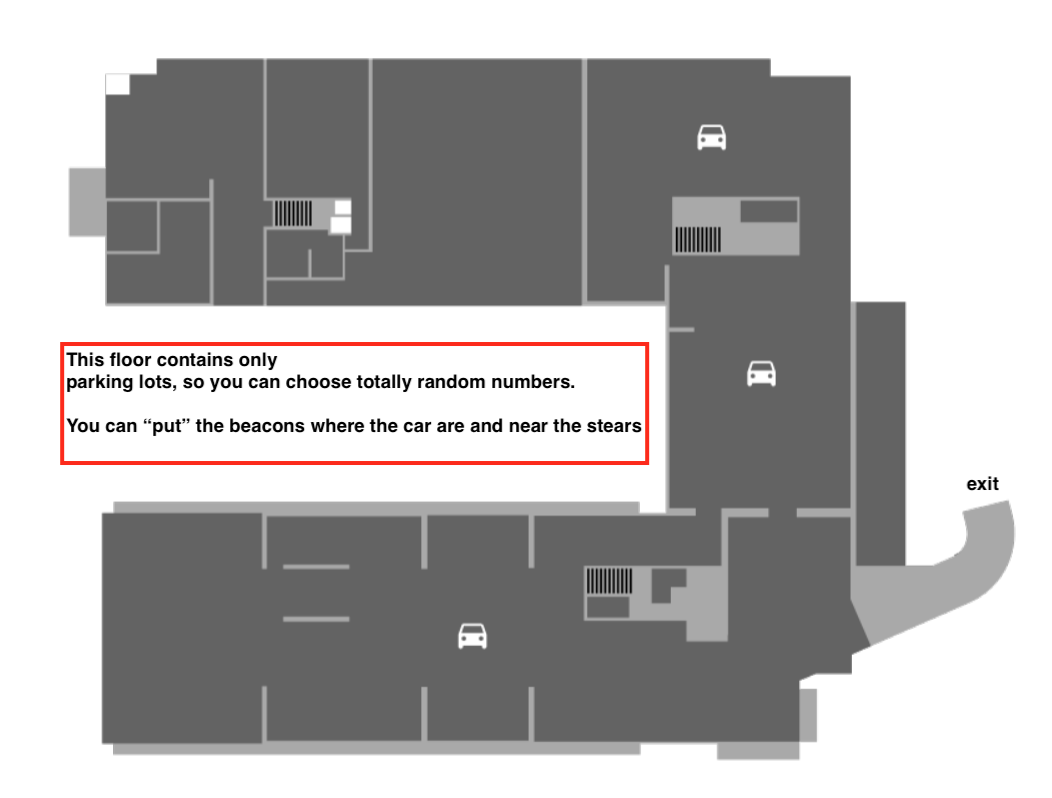 This floor contains only
parking lots, so you can choose totally random numbers.
You can “put” the beacons where the car are and near the stears
exit